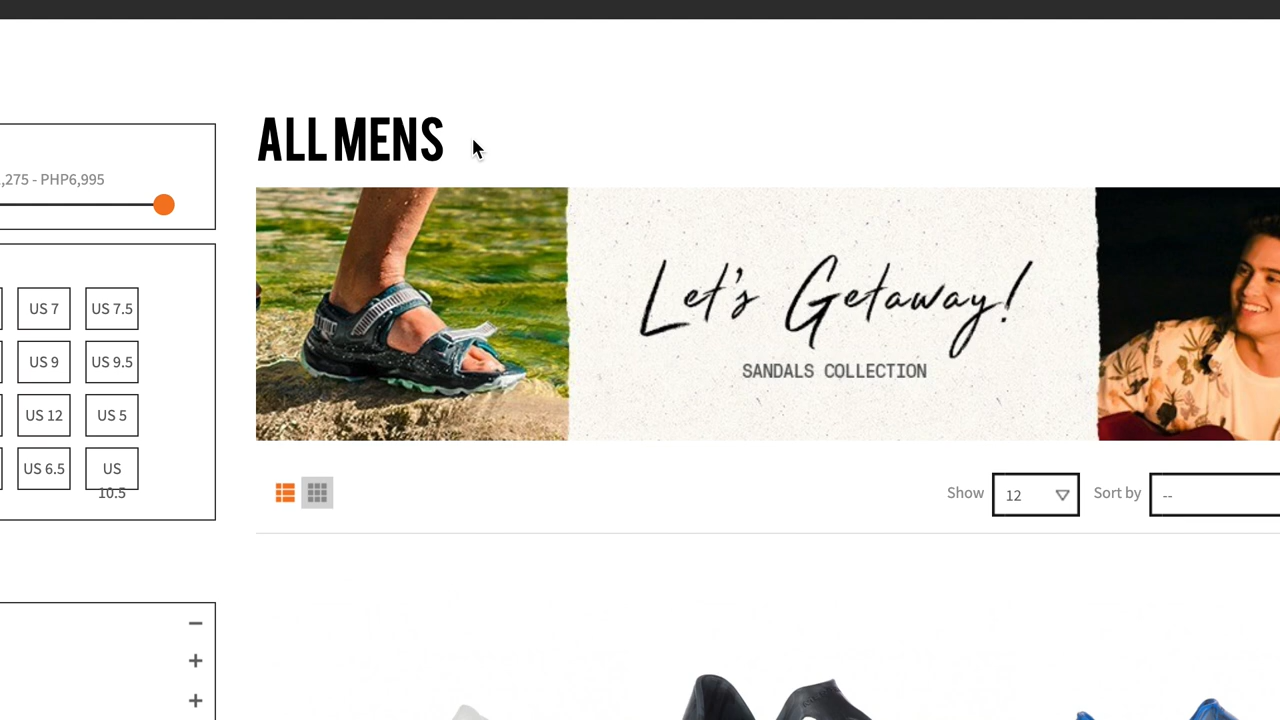 ALL MENS
,275 - PHP6,995
US 7 US 7.5
US 9 US 9.5
US 12 US 5
US 6.5 US 10.5
Let's Getaway!
SANDALS COLLECTION
Show 12 Sort by --